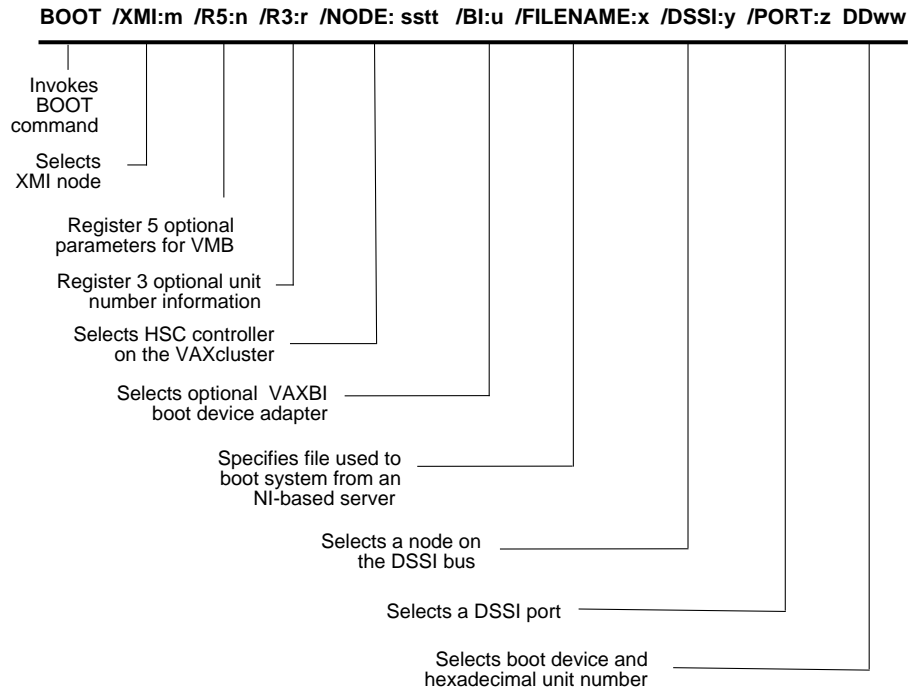 BOOT /XMI:m /R5:n /R3:r /NODE: sstt /BI:u /FILENAME:x /DSSI:y /PORT:z DDww
Invokes
BOOT
command
Selects
XMI node
Register 5 optional
parameters for VMB
Register 3 optional unit
number information
Selects HSC controller
on the VAXcluster
Selects optional VAXBI
boot device adapter
Specifies file used to
boot system from an
NI-based server
Selects a node on
the DSSI bus
Selects a DSSI port
Selects boot device and
hexadecimal unit number